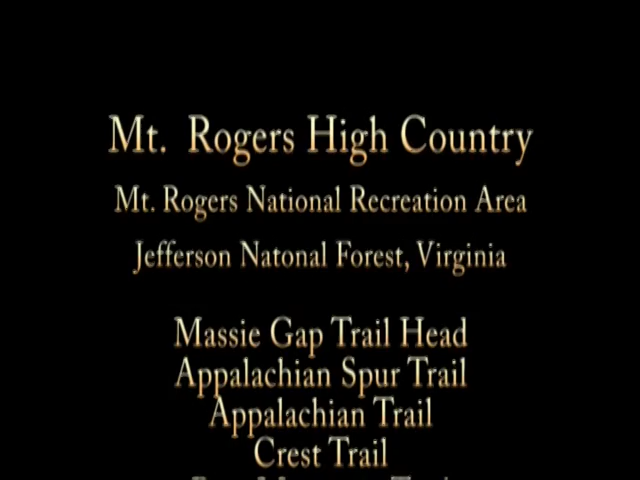 Mt. Rogers High Country
Mt. Rogers National Recreation Area
Jefferson Natonal Forest, Virginia
Massie Gap Trail Head
Appalachian Spur Trail
Appalachian Trail
Crest Trail